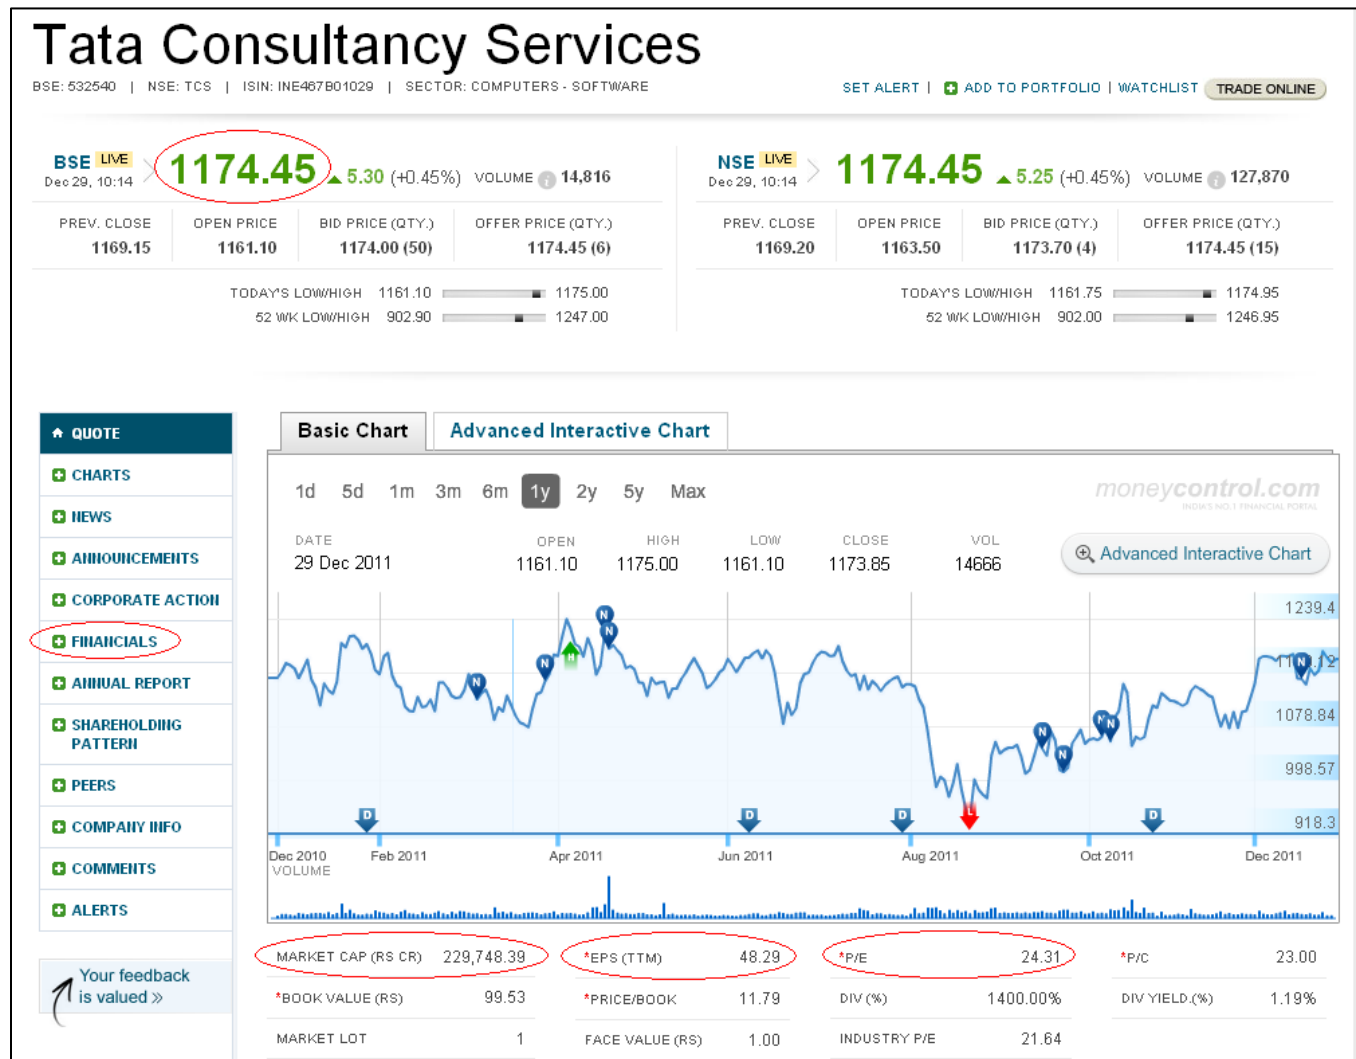 Tata Consultancy Services
BSE: 532540 | NSE: TCS | ISIN: INE467B01029 | SECTOR: COMPUTERS - SOFTWARE
SET ALERT | ADD TO PORTFOLIO | WATCHLIST TRADE ONLINE
BSE LIVE
Dec 29, 10:14
1174.45 5.30 (+0.45%) VOLUME i 14,816
PREV. CLOSE OPEN PRICE BID PRICE (QTY.) OFFER PRICE (QTY.)
1169.15 1161.10 1174.00 (50) 1174.45 (6)
TODAY'S LOW/HIGH 1161.10 1175.00
52 WK LOW/HIGH 902.90 1247.00
NSE LIVE
Dec 29, 10:14
1174.45 5.25 (+0.45%) VOLUME i 127,870
PREV. CLOSE OPEN PRICE BID PRICE (QTY.) OFFER PRICE (QTY.)
1169.20 1163.50 1173.70 (4) 1174.45 (15)
TODAY'S LOW/HIGH 1161.75 1174.95
52 WK LOW/HIGH 902.00 1246.95
QUOTE
CHARTS
NEWS
ANNOUNCEMENTS
CORPORATE ACTION
FINANCIALS
ANNUAL REPORT
SHAREHOLDING
PATTERN
PEERS
COMPANY INFO
COMMENTS
ALERTS
Your feedback
is valued »
Basic Chart Advanced Interactive Chart
1d 5d 1m 3m 6m 1y 2y 5y Max
moneycontrol.com
INDIA'S NO.1 FINANCIAL PORTAL
DATE OPEN HIGH LOW CLOSE VOL
29 Dec 2011 1161.10 1175.00 1161.10 1173.85 14666
Advanced Interactive Chart
1239.4
N
N
H
N
N
N
1078.84
N
N
N
N
998.57
L
D
D
D
D
918.3
Dec 2010 Feb 2011 Apr 2011 Jun 2011 Aug 2011 Oct 2011 Dec 2011
VOLUME
MARKET CAP (RS CR) 229,748.39 *EPS (TTM) 48.29 *P/E 24.31 *P/C 23.00
*BOOK VALUE (RS) 99.53 *PRICE/BOOK 11.79 DIV (%) 1400.00% DIV YIELD.(%) 1.19%
MARKET LOT 1 FACE VALUE (RS) 1.00 INDUSTRY P/E 21.64